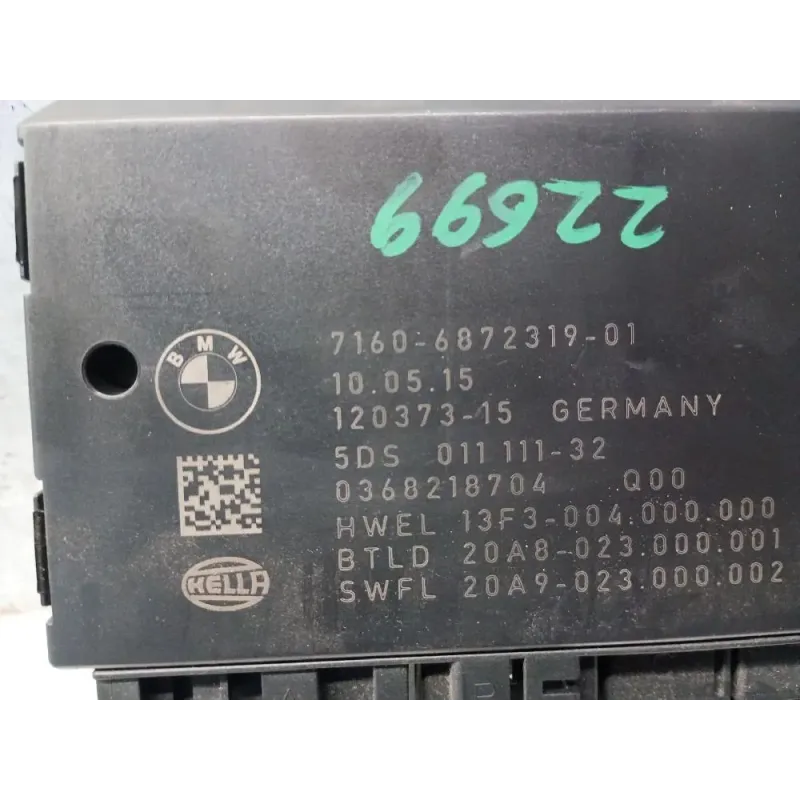 22699
BMW
7160-6872319-01
10.05.15
120373-15 GERMANY
5DS 011 111-32
0368218704 Q00
HWEL 13F3-004.000.000
BTLD 20A8-023.000.001
HELLA
SWFL 20A9-023.000.002